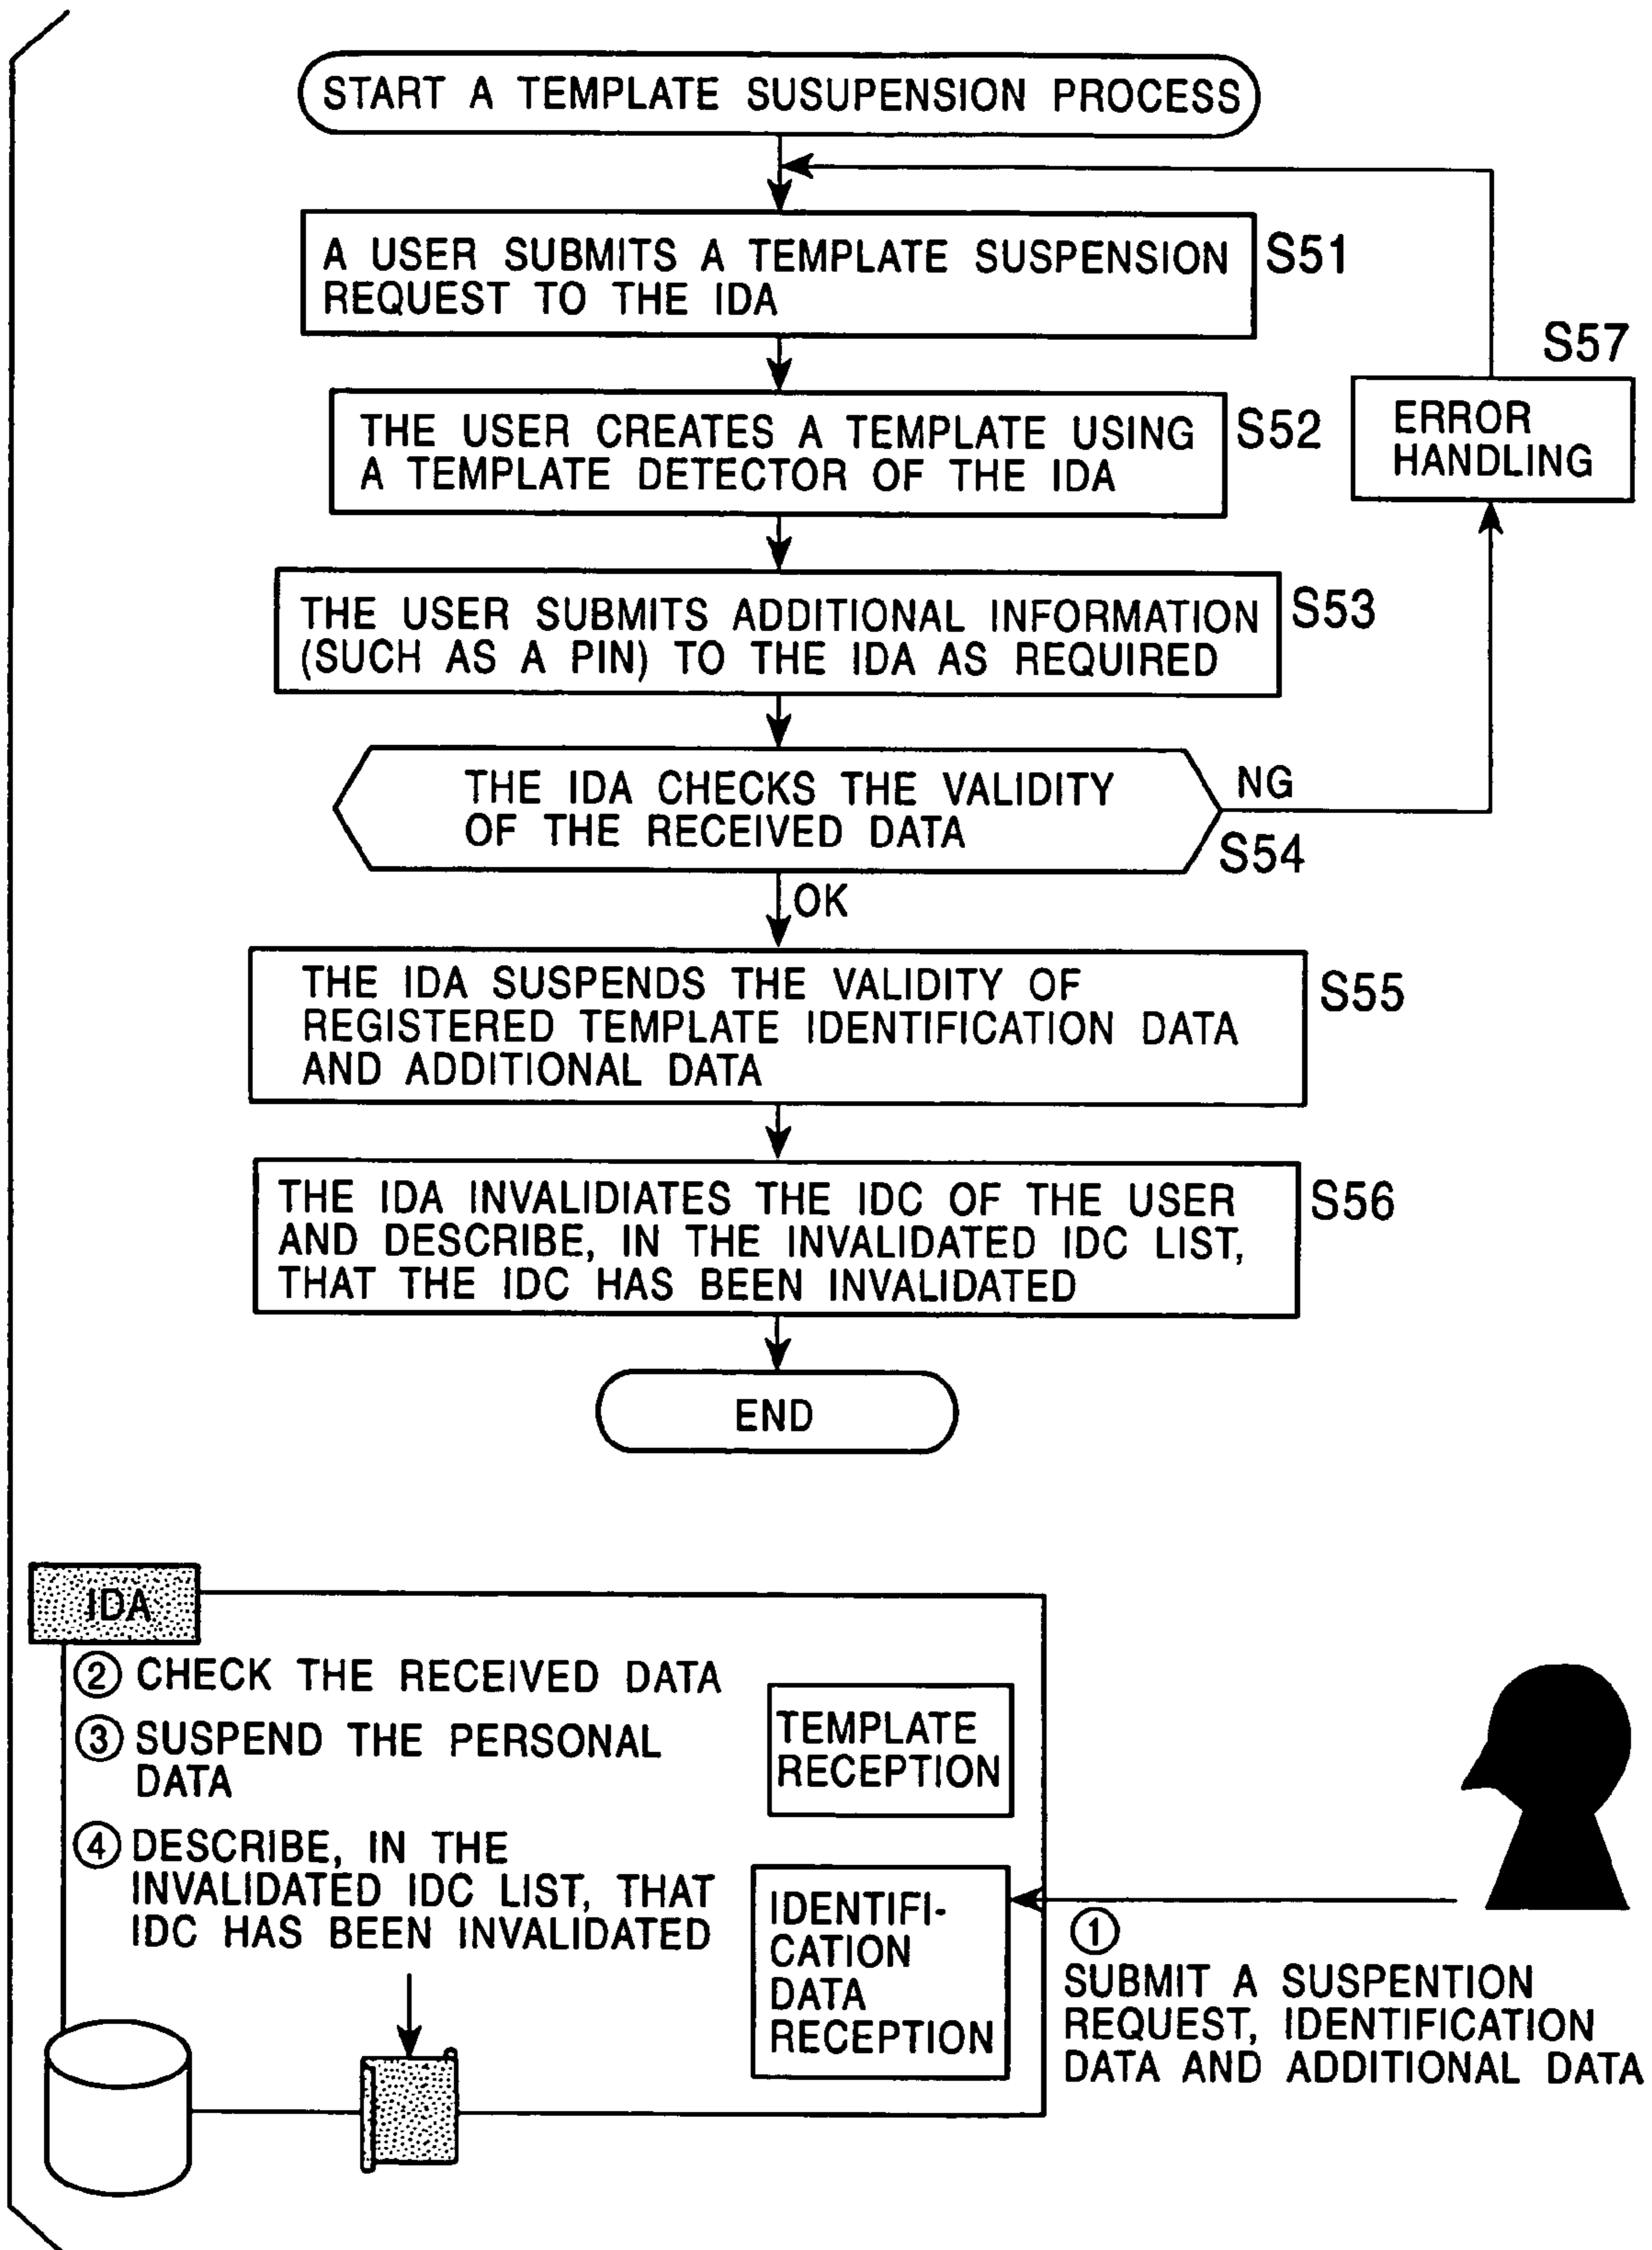 START A TEMPLATE SUSUPENSION PROCESS
A USER SUBMITS A TEMPLATE SUSPENSION
REQUEST TO THE IDA
S51
S57
ERROR
HANDLING
THE USER CREATES A TEMPLATE USING
A TEMPLATE DETECTOR OF THE IDA
S52
THE USER SUBMITS ADDITIONAL INFORMATION
(SUCH AS A PIN) TO THE IDA AS REQUIRED
S53
THE IDA CHECKS THE VALIDITY
OF THE RECEIVED DATA
NG
S54
OK
THE IDA SUSPENDS THE VALIDITY OF
REGISTERED TEMPLATE IDENTIFICATION DATA
AND ADDITIONAL DATA
S55
THE IDA INVALIDIATES THE IDC OF THE USER
AND DESCRIBE, IN THE INVALIDATED IDC LIST,
THAT THE IDC HAS BEEN INVALIDATED
S56
END
IDA
② CHECK THE RECEIVED DATA
③ SUSPEND THE PERSONAL
DATA
④ DESCRIBE, IN THE
INVALIDATED IDC LIST, THAT
IDC HAS BEEN INVALIDATED
TEMPLATE
RECEPTION
IDENTIFI-
CATION
DATA
RECEPTION
①
SUBMIT A SUSPENTION
REQUEST, IDENTIFICATION
DATA AND ADDITIONAL DATA